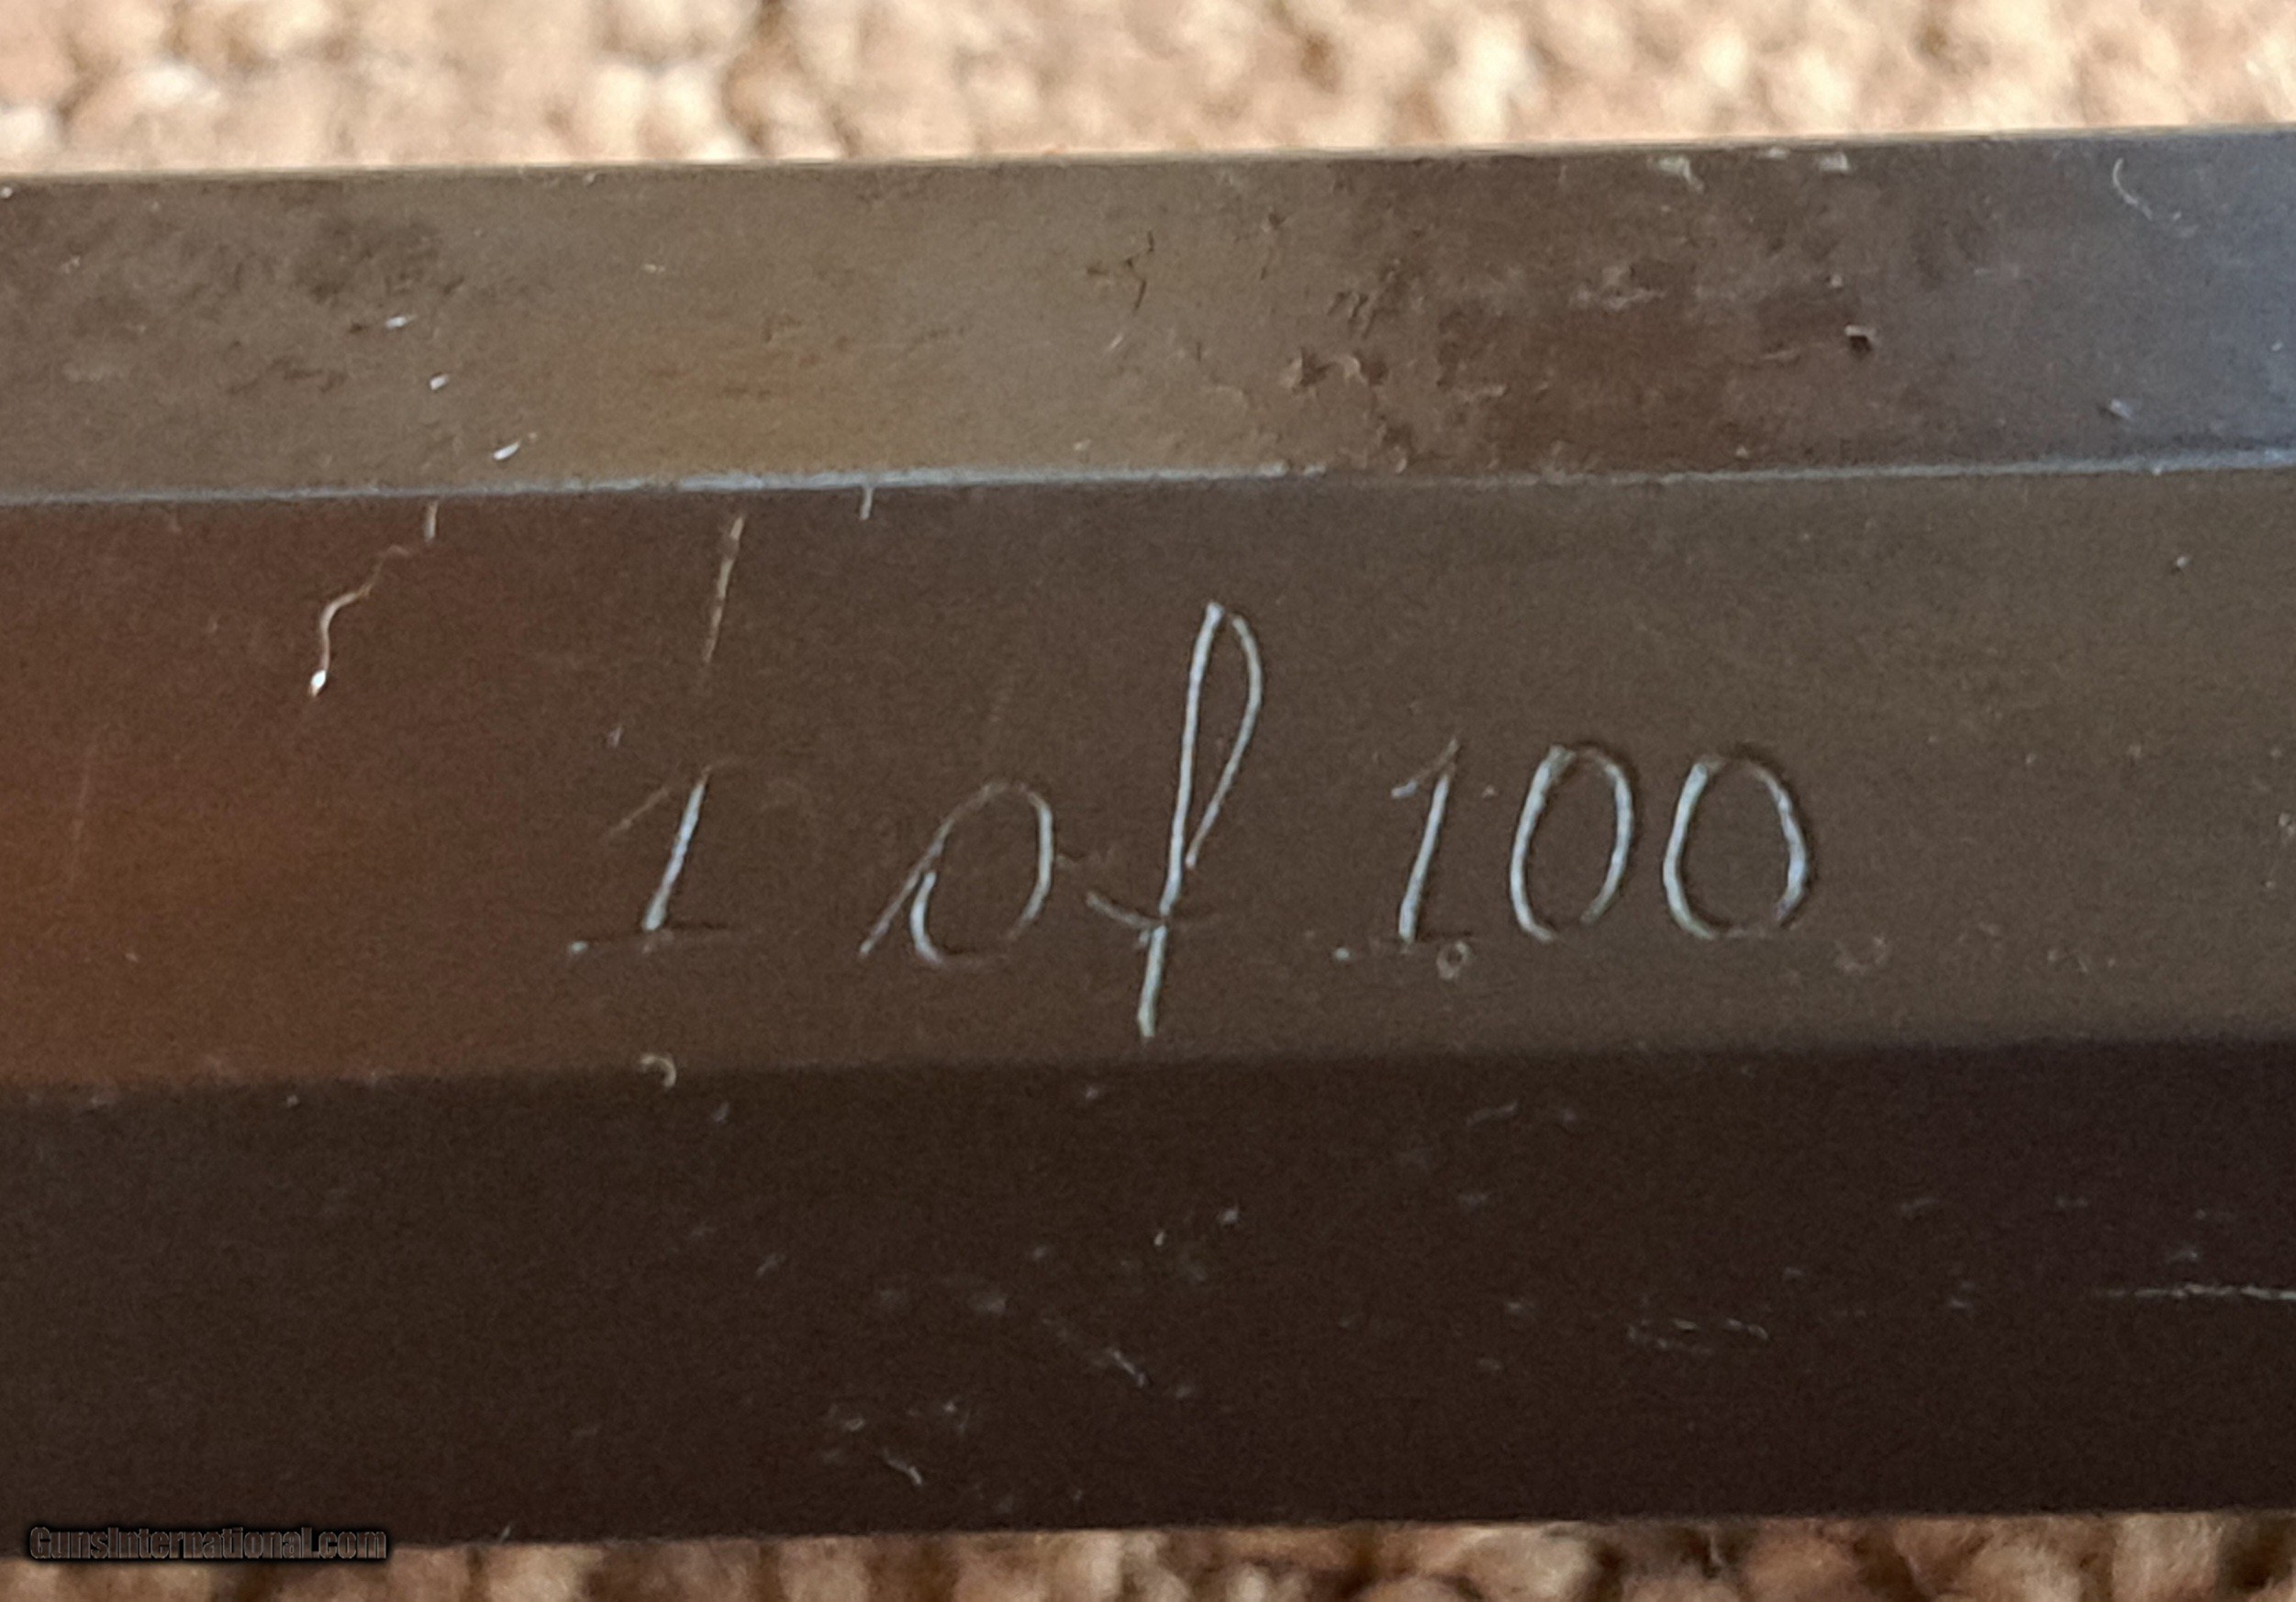 1 of 100
GunsInternational.com